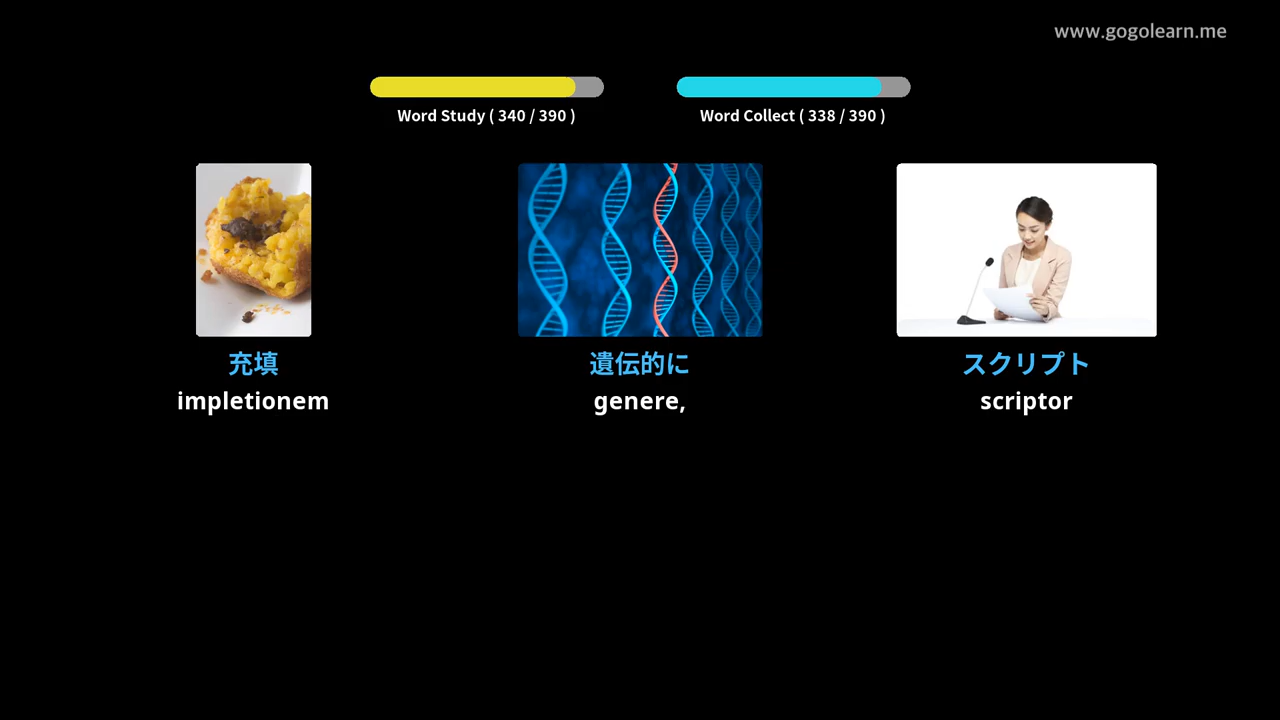 www.gogolearn.me
Word Study ( 340 / 390 )
Word Collect ( 338 / 390 )
充填
impletionem
遺伝的に
genere,
スクリプト
scriptor